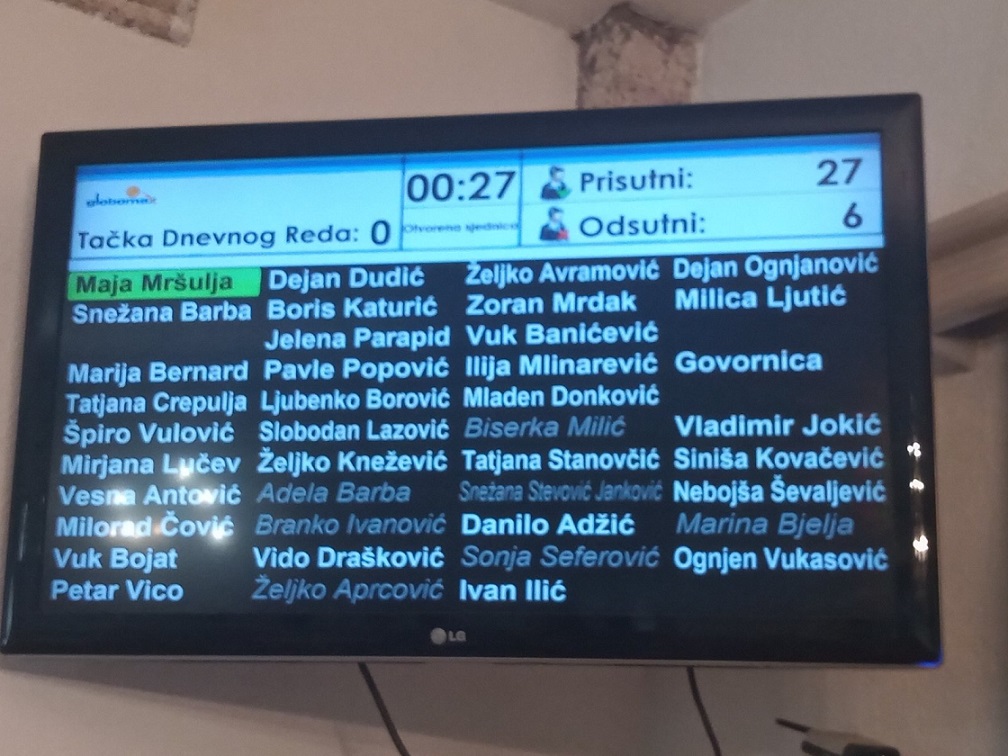 globomax
00:27
Prisutni: 27
Tačka Dnevnog Reda: 0
Otvorena sjednica
Odsutni: 6
Maja Mršulja Dejan Dudić Željko Avramović Dejan Ognjanović
Snežana Barba Boris Katurić Zoran Mrdak Milica Ljutić
Jelena Parapid Vuk Banićević
Marija Bernard Pavle Popović Ilija Mlinarević Govornica
Tatjana Crepulja Ljubenko Borović Mladen Donković
Špiro Vulović Slobodan Lazović Biserka Milić Vladimir Jokić
Mirjana Lučev Željko Knežević Tatjana Stanovčić Siniša Kovačević
Vesna Antović Adela Barba Snežana Stevović Janković Nebojša Ševaljević
Milorad Čović Branko Ivanović Danilo Adžić Marina Bjelja
Vuk Bojat Vido Drašković Sonja Seferović Ognjen Vukasović
Petar Vico Željko Aprcović Ivan Ilić
LG